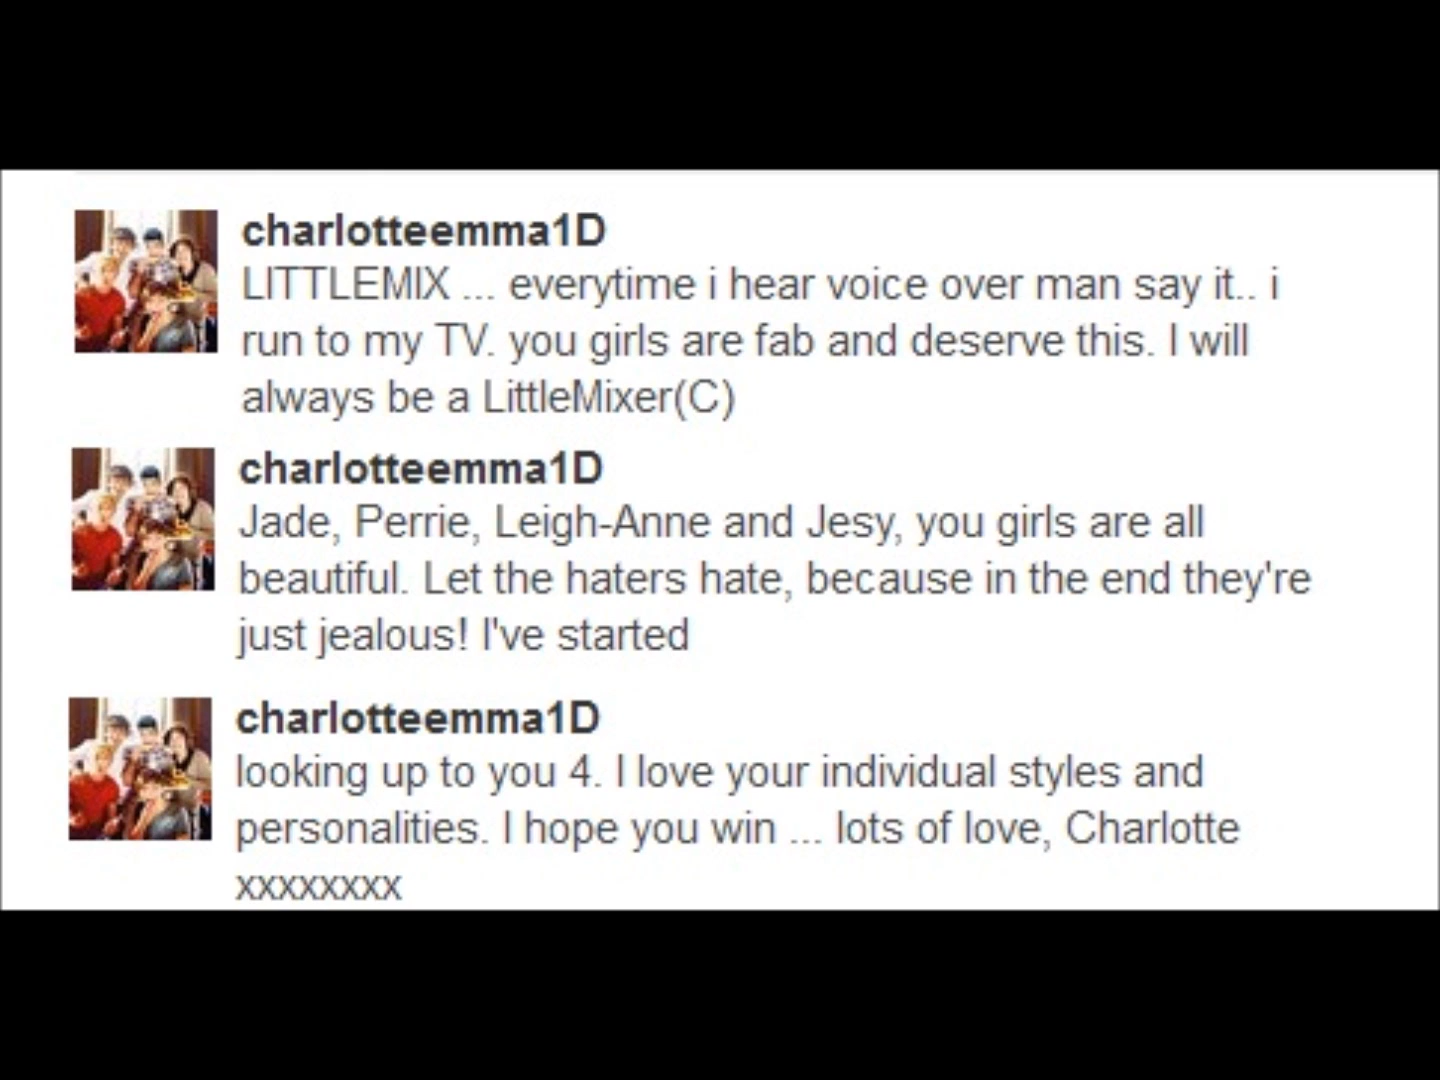 charlotteemma1D
LITTLEMIX ... everytime i hear voice over man say it.. i
run to my TV. you girls are fab and deserve this. I will
always be a LittleMixer(C)
charlotteemma1D
Jade, Perrie, Leigh-Anne and Jesy, you girls are all
beautiful. Let the haters hate, because in the end they're
just jealous! I've started
charlotteemma1D
looking up to you 4. I love your individual styles and
personalities. I hope you win ... lots of love, Charlotte
xxxxxxxx